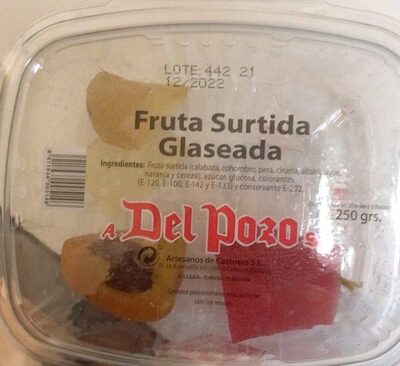 LOTE: 442 21
12/2022
Fruta Surtida
Glaseada
Ingredientes: Fruta surtida (calabaza, cohombro, pera, ciruela, albaricoque,
naranja y cereza), azúcar, glucosa, colorantes
(E-120, E-100, E-142 y E-133) y conservante E-202.
250 grs.
A Del Pozo S.
Artesanos de Castuera S.L.